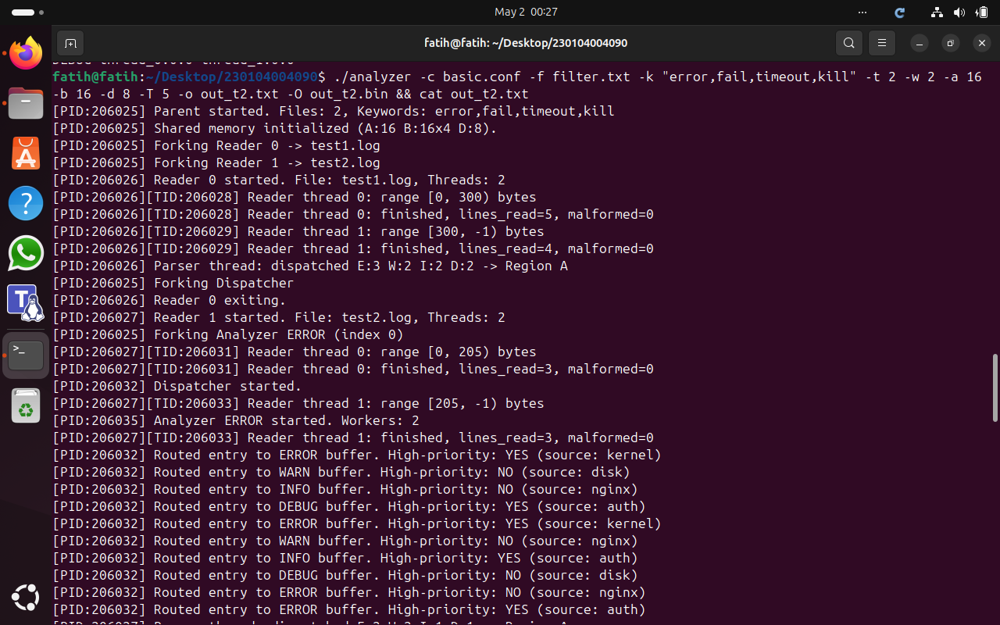 May 2 00:27
fatih@fatih: ~/Desktop/230104004090
fatih@fatih:~/Desktop/230104004090$ ./analyzer -c basic.conf -f filter.txt -k "error,fail,timeout,kill" -t 2 -w 2 -a 16
-b 16 -d 8 -T 5 -o out_t2.txt -O out_t2.bin && cat out_t2.txt
[PID:206025] Parent started. Files: 2, Keywords: error,fail,timeout,kill
[PID:206025] Shared memory initialized (A:16 B:16x4 D:8).
[PID:206025] Forking Reader 0 -> test1.log
[PID:206025] Forking Reader 1 -> test2.log
[PID:206026] Reader 0 started. File: test1.log, Threads: 2
[PID:206026][TID:206028] Reader thread 0: range [0, 300) bytes
[PID:206026][TID:206028] Reader thread 0: finished, lines_read=5, malformed=0
[PID:206026][TID:206029] Reader thread 1: range [300, -1) bytes
[PID:206026][TID:206029] Reader thread 1: finished, lines_read=4, malformed=0
[PID:206026] Parser thread: dispatched E:3 W:2 I:2 D:2 -> Region A
[PID:206025] Forking Dispatcher
[PID:206026] Reader 0 exiting.
[PID:206027] Reader 1 started. File: test2.log, Threads: 2
[PID:206025] Forking Analyzer ERROR (index 0)
[PID:206027][TID:206031] Reader thread 0: range [0, 205) bytes
[PID:206027][TID:206031] Reader thread 0: finished, lines_read=3, malformed=0
[PID:206032] Dispatcher started.
[PID:206027][TID:206033] Reader thread 1: range [205, -1) bytes
[PID:206035] Analyzer ERROR started. Workers: 2
[PID:206027][TID:206033] Reader thread 1: finished, lines_read=3, malformed=0
[PID:206032] Routed entry to ERROR buffer. High-priority: YES (source: kernel)
[PID:206032] Routed entry to WARN buffer. High-priority: NO (source: disk)
[PID:206032] Routed entry to INFO buffer. High-priority: NO (source: nginx)
[PID:206032] Routed entry to DEBUG buffer. High-priority: YES (source: auth)
[PID:206032] Routed entry to ERROR buffer. High-priority: YES (source: kernel)
[PID:206032] Routed entry to WARN buffer. High-priority: NO (source: nginx)
[PID:206032] Routed entry to INFO buffer. High-priority: YES (source: auth)
[PID:206032] Routed entry to DEBUG buffer. High-priority: NO (source: disk)
[PID:206032] Routed entry to ERROR buffer. High-priority: NO (source: nginx)
[PID:206032] Routed entry to ERROR buffer. High-priority: YES (source: auth)